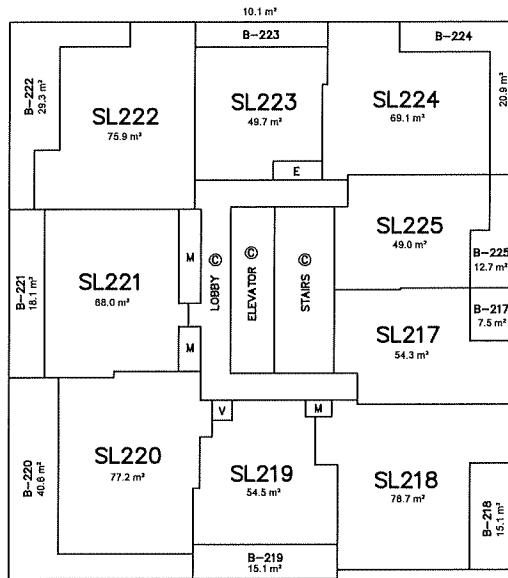 10.1 m²
B-223
B-224
B-222
29.3 m²
SL222
75.9 m²
SL223
49.7 m²
SL224
69.1 m²
20.9 m²
E
SL225
49.0 m²
B-225
12.7 m²
B-221
18.1 m²
SL221
68.0 m²
M
M
LOBBY ©
ELEVATOR ©
STAIRS ©
B-217
7.5 m²
SL217
54.3 m²
V
M
B-220
40.6 m²
SL220
77.2 m²
SL219
54.5 m²
SL218
78.7 m²
B-218
15.1 m²
B-219
15.1 m²